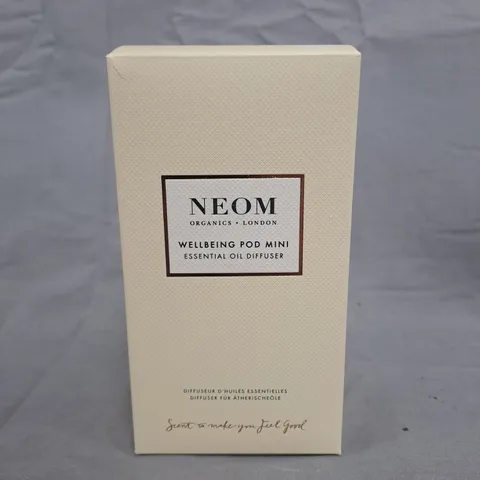 NEOM
ORGANICS • LONDON
WELLBEING POD MINI
ESSENTIAL OIL DIFFUSER
DIFFUSEUR D'HUILES ESSENTIELLES
DIFFUSER FÜR ÄTHERISCHEÖLE
Scent to make you Feel Good